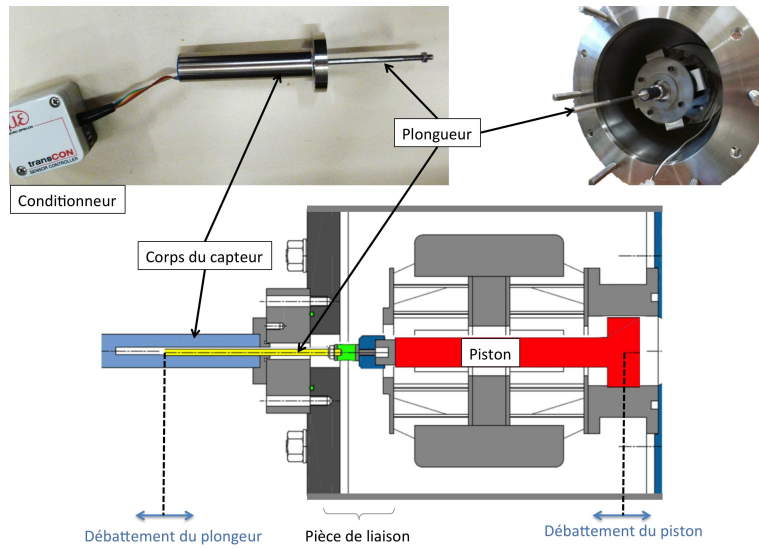 transCON
SENSOR CONTROLLER
Conditionneur
Plongueur
Corps du capteur
Piston
Débattement du plongeur
Pièce de liaison
Débattement du piston